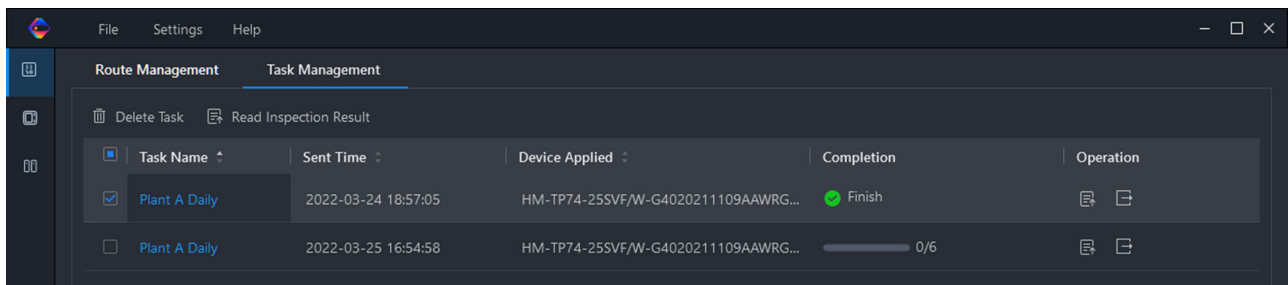 File Settings Help
Route Management Task Management
Delete Task Read Inspection Result
Task Name Sent Time Device Applied Completion Operation
Plant A Daily 2022-03-24 18:57:05 HM-TP74-25SVF/W-G4020211109AAWRG... Finish
Plant A Daily 2022-03-25 16:54:58 HM-TP74-25SVF/W-G4020211109AAWRG... 0/6